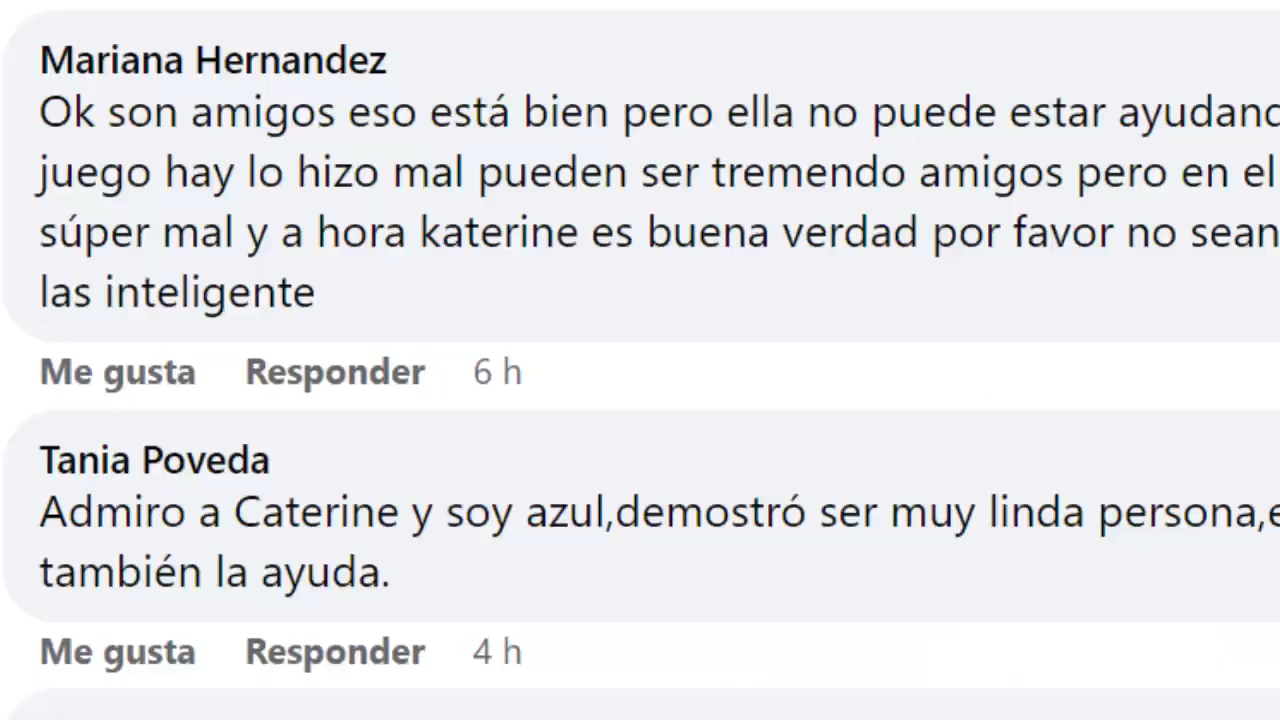 Mariana Hernandez
Ok son amigos eso está bien pero ella no puede estar
juego hay lo hizo mal pueden ser tremendo amigos pero en el
súper mal y a hora katerine es buena verdad por favor no sean
las inteligente
Me gusta Responder 6 h
Tania Poveda
Admiro a Caterine y soy azul,demostró ser muy linda persona,
también la ayuda.
Me gusta Responder 4 h